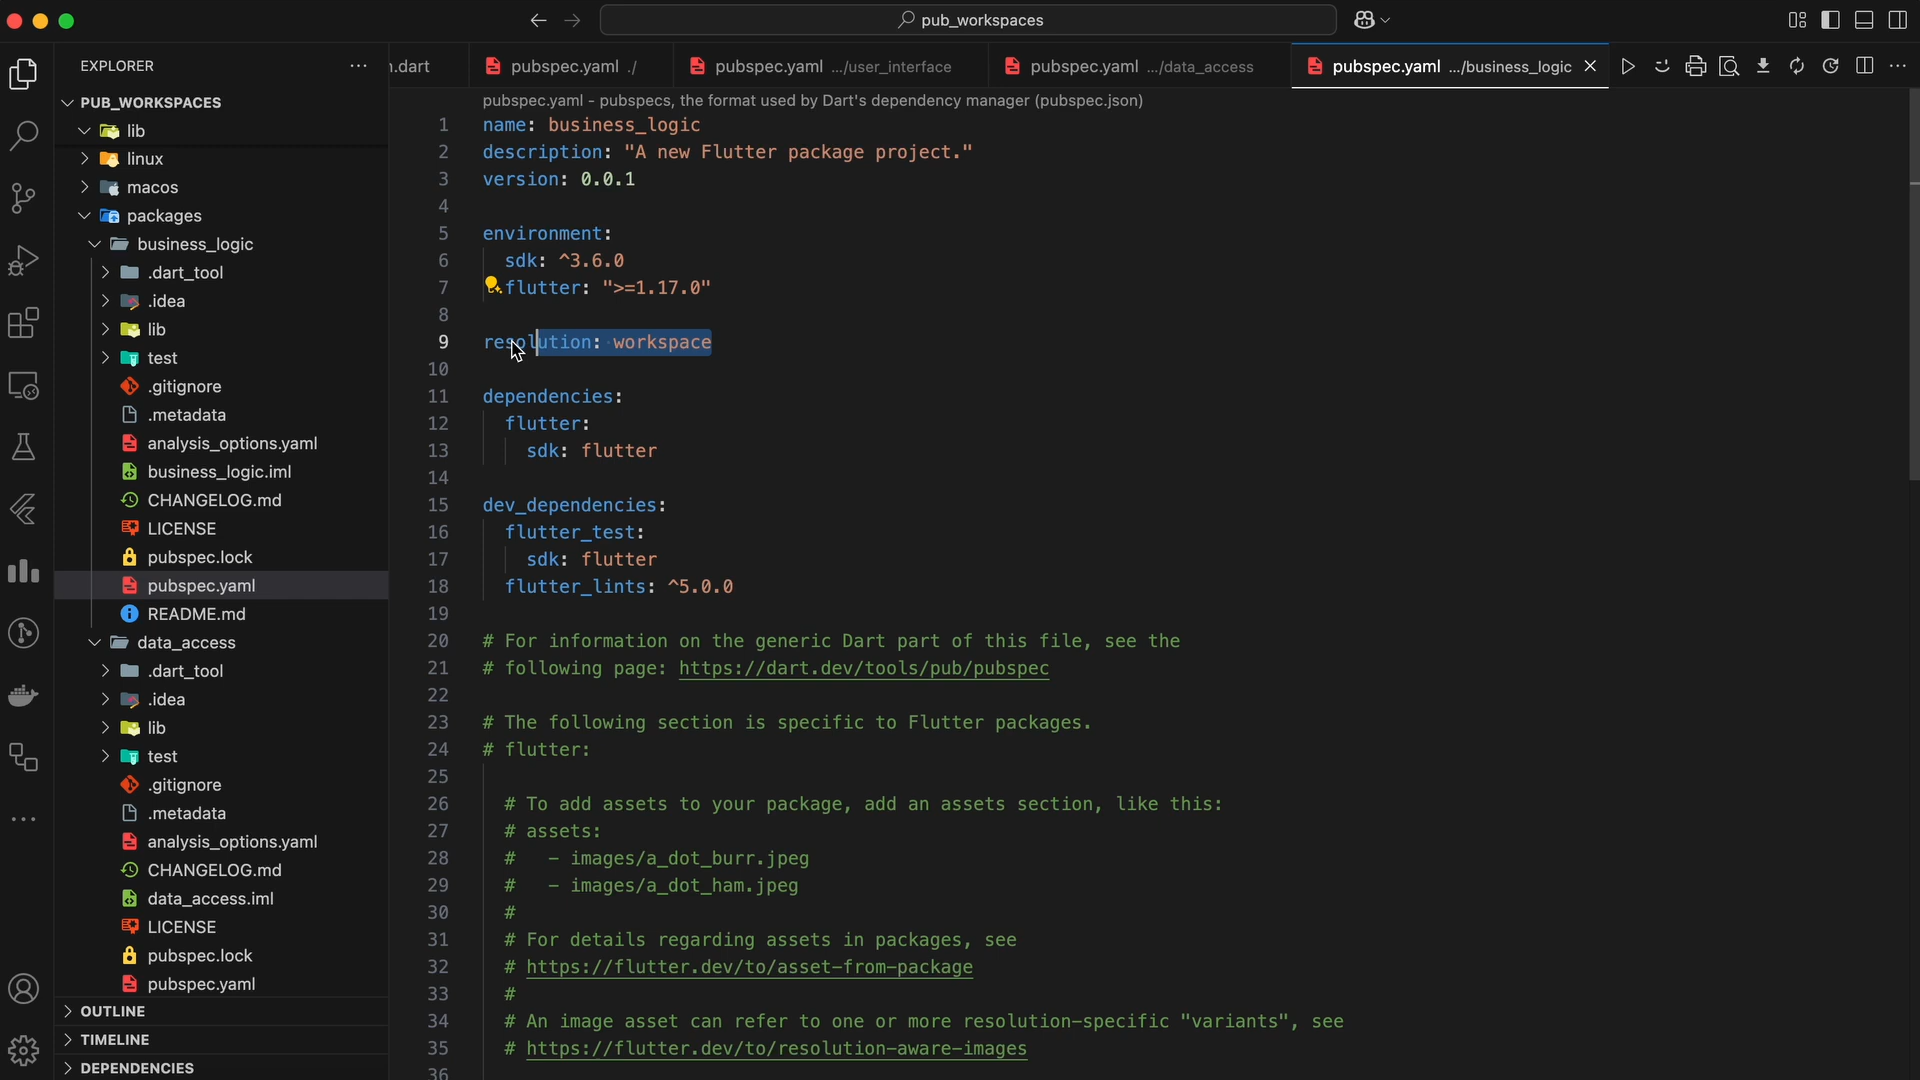 pub_workspaces
EXPLORER
PUB_WORKSPACES
lib
linux
macos
packages
business_logic
.dart_tool
.idea
lib
test
.gitignore
.metadata
analysis_options.yaml
business_logic.iml
CHANGELOG.md
LICENSE
pubspec.lock
pubspec.yaml
README.md
data_access
.dart_tool
.idea
lib
test
.gitignore
.metadata
analysis_options.yaml
CHANGELOG.md
data_access.iml
LICENSE
pubspec.lock
pubspec.yaml
OUTLINE
TIMELINE
DEPENDENCIES
.dart
pubspec.yaml ./
pubspec.yaml .../user_interface
pubspec.yaml .../data_access
pubspec.yaml .../business_logic
pubspec.yaml - pubspecs, the format used by Dart's dependency manager (pubspec.json)
1 name: business_logic
2 description: "A new Flutter package project."
3 version: 0.0.1
4
5 environment:
6 sdk: ^3.6.0
7 flutter: ">=1.17.0"
8
9 resolution: workspace
10
11 dependencies:
12 flutter:
13 sdk: flutter
14
15 dev_dependencies:
16 flutter_test:
17 sdk: flutter
18 flutter_lints: ^5.0.0
19
20 # For information on the generic Dart part of this file, see the
21 # following page: https://dart.dev/tools/pub/pubspec
22
23 # The following section is specific to Flutter packages.
24 # flutter:
25
26 # To add assets to your package, add an assets section, like this:
27 # assets:
28 #   - images/a_dot_burr.jpeg
29 #   - images/a_dot_ham.jpeg
30 #
31 # For details regarding assets in packages, see
32 # https://flutter.dev/to/asset-from-package
33 #
34 # An image asset can refer to one or more resolution-specific "variants", see
35 # https://flutter.dev/to/resolution-aware-images
36